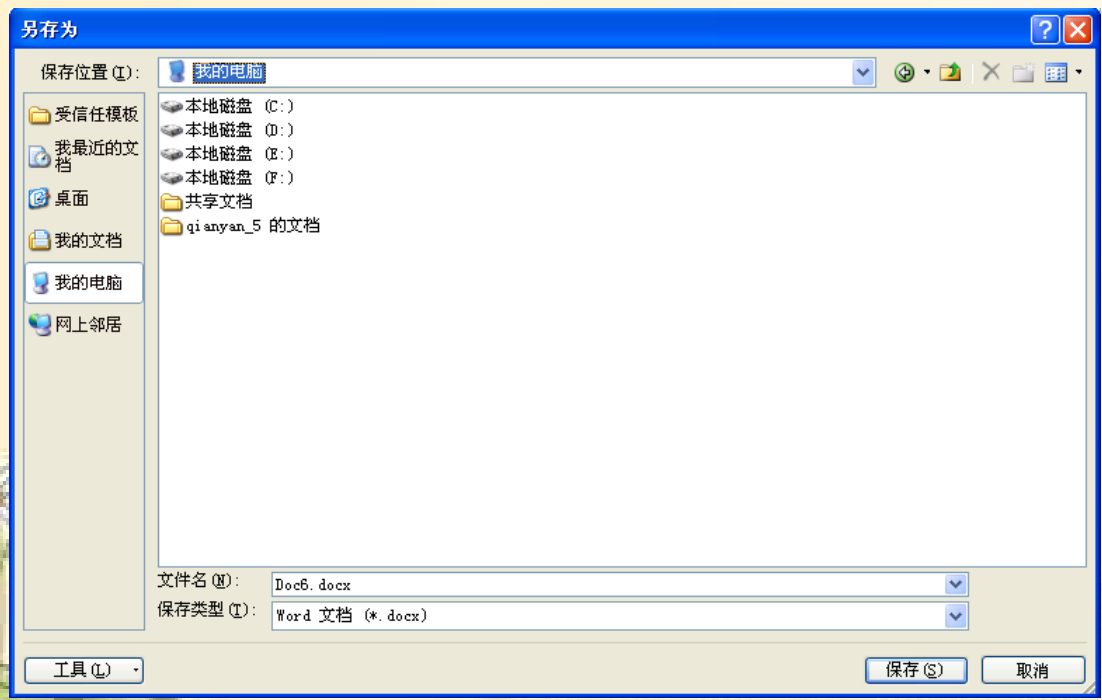 另存为
保存位置(I):
我的电脑
受信任模板
我最近的文
档
桌面
我的文档
我的电脑
网上邻居
本地磁盘 (C:)
本地磁盘 (D:)
本地磁盘 (E:)
本地磁盘 (F:)
共享文档
qianyan_5 的文档
文件名(N):
Doc6.docx
保存类型(T):
Word 文档 (*.docx)
工具(L)
保存(S)
取消